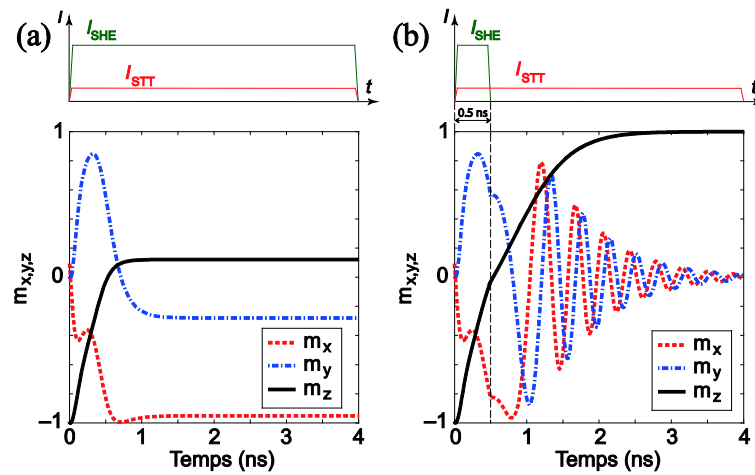 (a)
I
I_SHE
I_STT
t
m_x,y,z
1
0
-1
0 1 2 3 4
Temps (ns)
m_x
m_y
m_z
(b)
I
I_SHE
I_STT
t
0.5 ns
m_x,y,z
1
0
-1
0 1 2 3 4
Temps (ns)
m_x
m_y
m_z